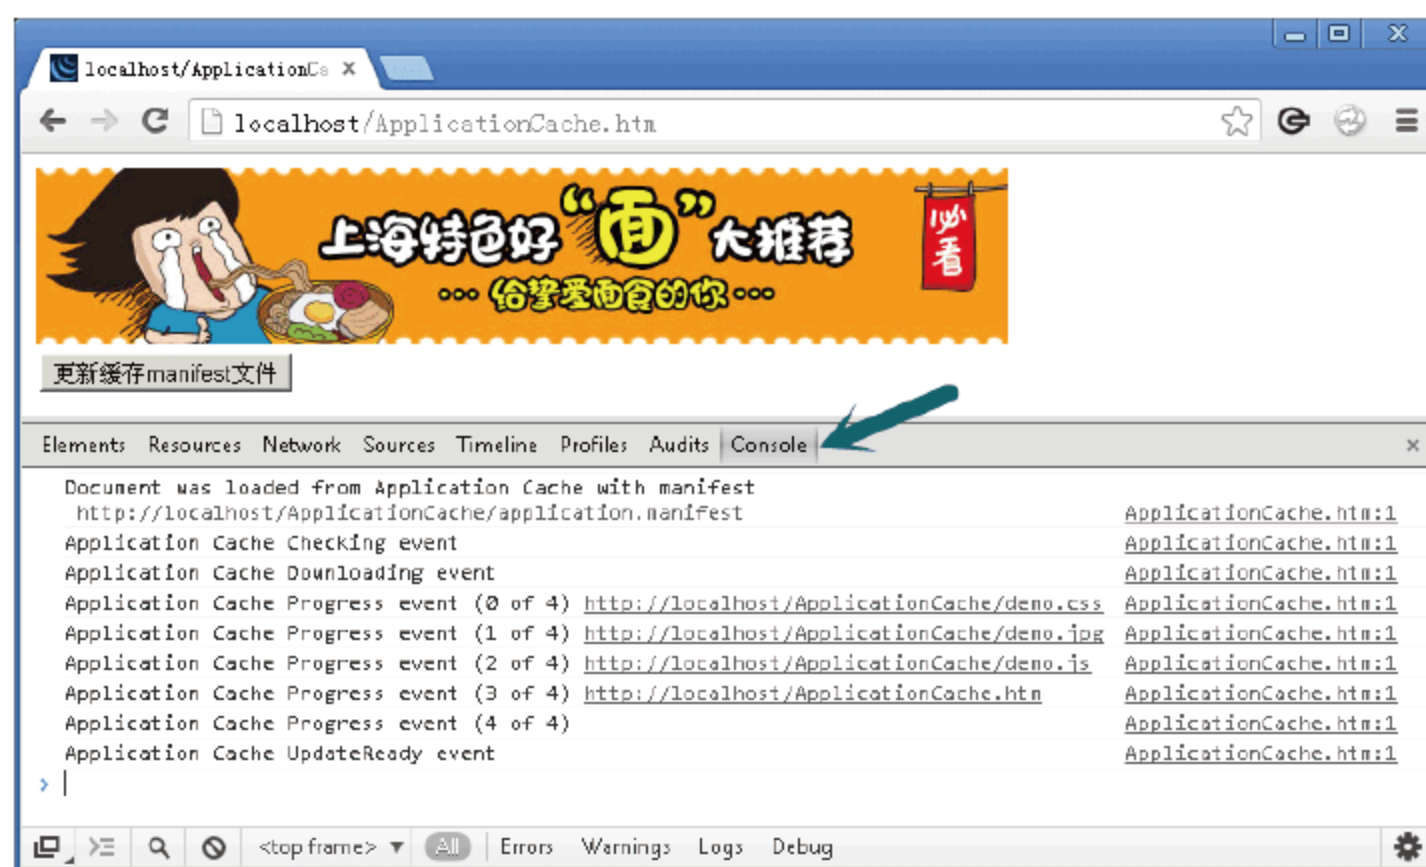 localhost/ApplicationCa
localhost/ApplicationCache.htm
上海特色好“面”大推荐
必看
••• 给挚爱面食的你 •••
更新缓存manifest文件
Elements Resources Network Sources Timeline Profiles Audits Console
Document was loaded from Application Cache with manifest
http://localhost/ApplicationCache/application.manifest ApplicationCache.htm:1
Application Cache Checking event ApplicationCache.htm:1
Application Cache Downloading event ApplicationCache.htm:1
Application Cache Progress event (0 of 4) http://localhost/ApplicationCache/demo.css ApplicationCache.htm:1
Application Cache Progress event (1 of 4) http://localhost/ApplicationCache/demo.jpg ApplicationCache.htm:1
Application Cache Progress event (2 of 4) http://localhost/ApplicationCache/demo.js ApplicationCache.htm:1
Application Cache Progress event (3 of 4) http://localhost/ApplicationCache.htm ApplicationCache.htm:1
Application Cache Progress event (4 of 4) ApplicationCache.htm:1
Application Cache UpdateReady event ApplicationCache.htm:1
<top frame> ▼ All Errors Warnings Logs Debug